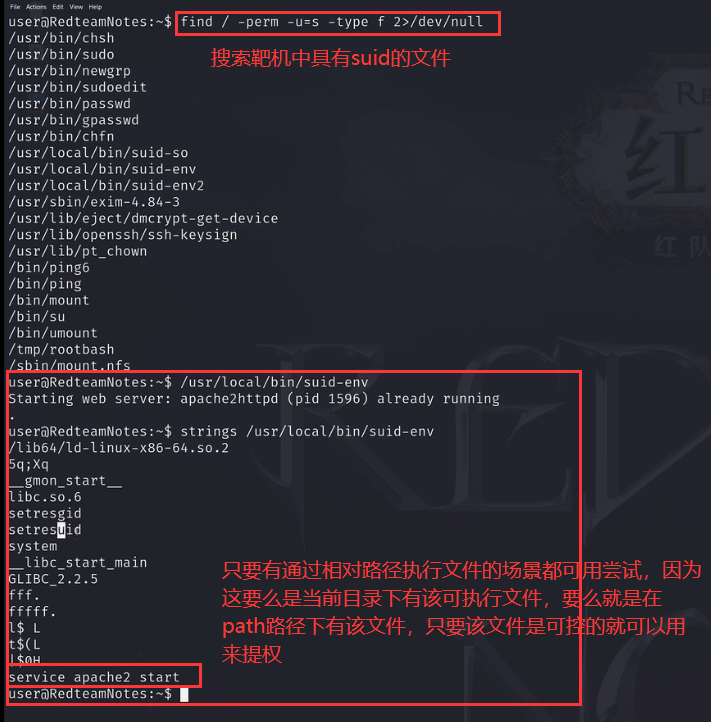 File Actions Edit View Help
user@RedteamNotes:~$ find / -perm -u=s -type f 2>/dev/null
/usr/bin/chsh
搜索靶机中具有suid的文件
/usr/bin/sudo
/usr/bin/newgrp
/usr/bin/sudoedit
/usr/bin/passwd
/usr/bin/gpasswd
/usr/bin/chfn
/usr/local/bin/suid-so
/usr/local/bin/suid-env
/usr/local/bin/suid-env2
/usr/sbin/exim-4.84-3
/usr/lib/eject/dmcrypt-get-device
/usr/lib/openssh/ssh-keysign
/usr/lib/pt_chown
/bin/ping6
/bin/ping
/bin/mount
/bin/su
/bin/umount
/tmp/rootbash
/sbin/mount.nfs
user@RedteamNotes:~$ /usr/local/bin/suid-env
Starting web server: apache2httpd (pid 1596) already running
.
user@RedteamNotes:~$ strings /usr/local/bin/suid-env
/lib64/ld-linux-x86-64.so.2
5q;Xq
__gmon_start__
libc.so.6
setresgid
setresuid
system
__libc_start_main
GLIBC_2.2.5
fff.
fffff.
l$ L
t$(L
|$0H
只要有通过相对路径执行文件的场景都可用尝试，因为
这要么是当前目录下有该可执行文件，要么就是在
path路径下有该文件，只要该文件是可控的就可以用
来提权
service apache2 start
user@RedteamNotes:~$
红
红队
RED